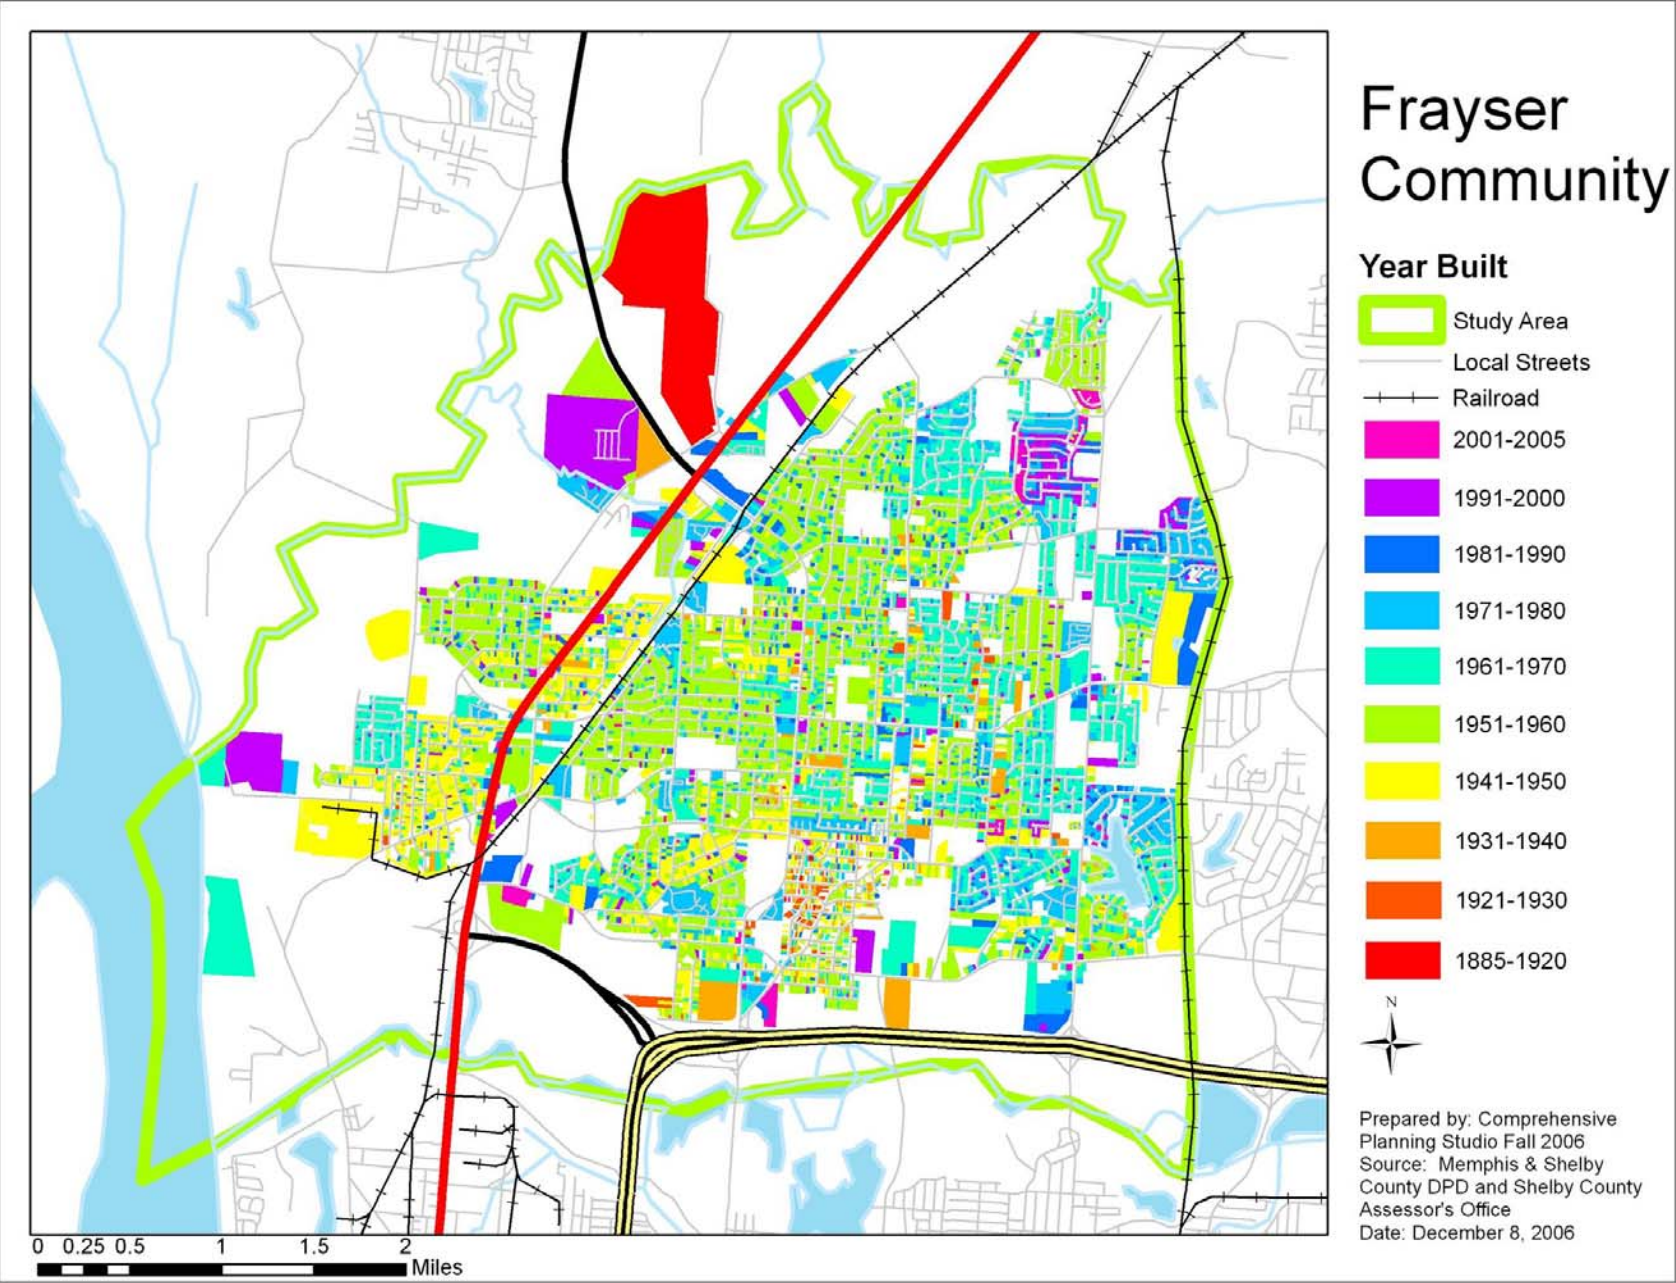 Frayser
Community
Year Built
Study Area
Local Streets
Railroad
2001-2005
1991-2000
1981-1990
1971-1980
1961-1970
1951-1960
1941-1950
1931-1940
1921-1930
1885-1920
N
Prepared by: Comprehensive
Planning Studio Fall 2006
Source: Memphis & Shelby
County DPD and Shelby County
Assessor's Office
Date: December 8, 2006
0 0.25 0.5 1 1.5 2
Miles